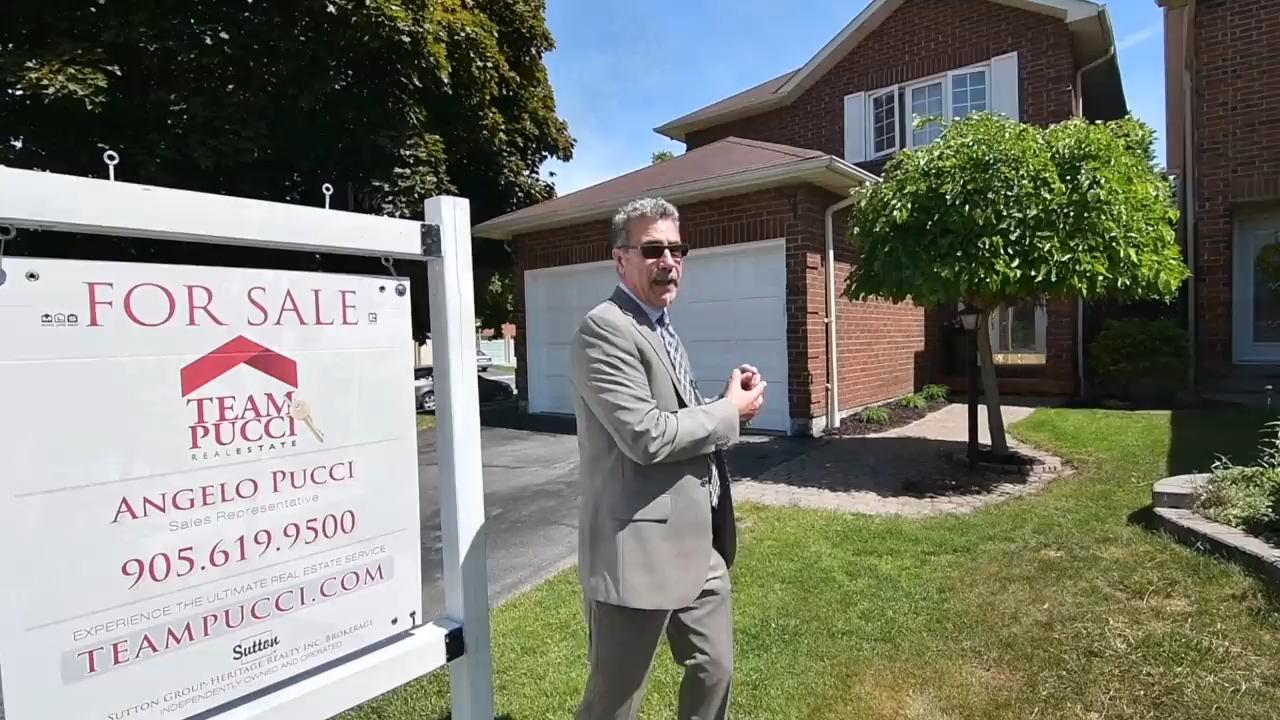 FOR SALE
TEAM
PUCCI
REAL ESTATE
ANGELO PUCCI
Sales Representative
905.619.9500
EXPERIENCE THE ULTIMATE REAL ESTATE SERVICE
TEAMPUCCI.COM
Sutton
SUTTON GROUP-HERITAGE REALTY INC. BROKERAGE
INDEPENDENTLY OWNED AND OPERATED